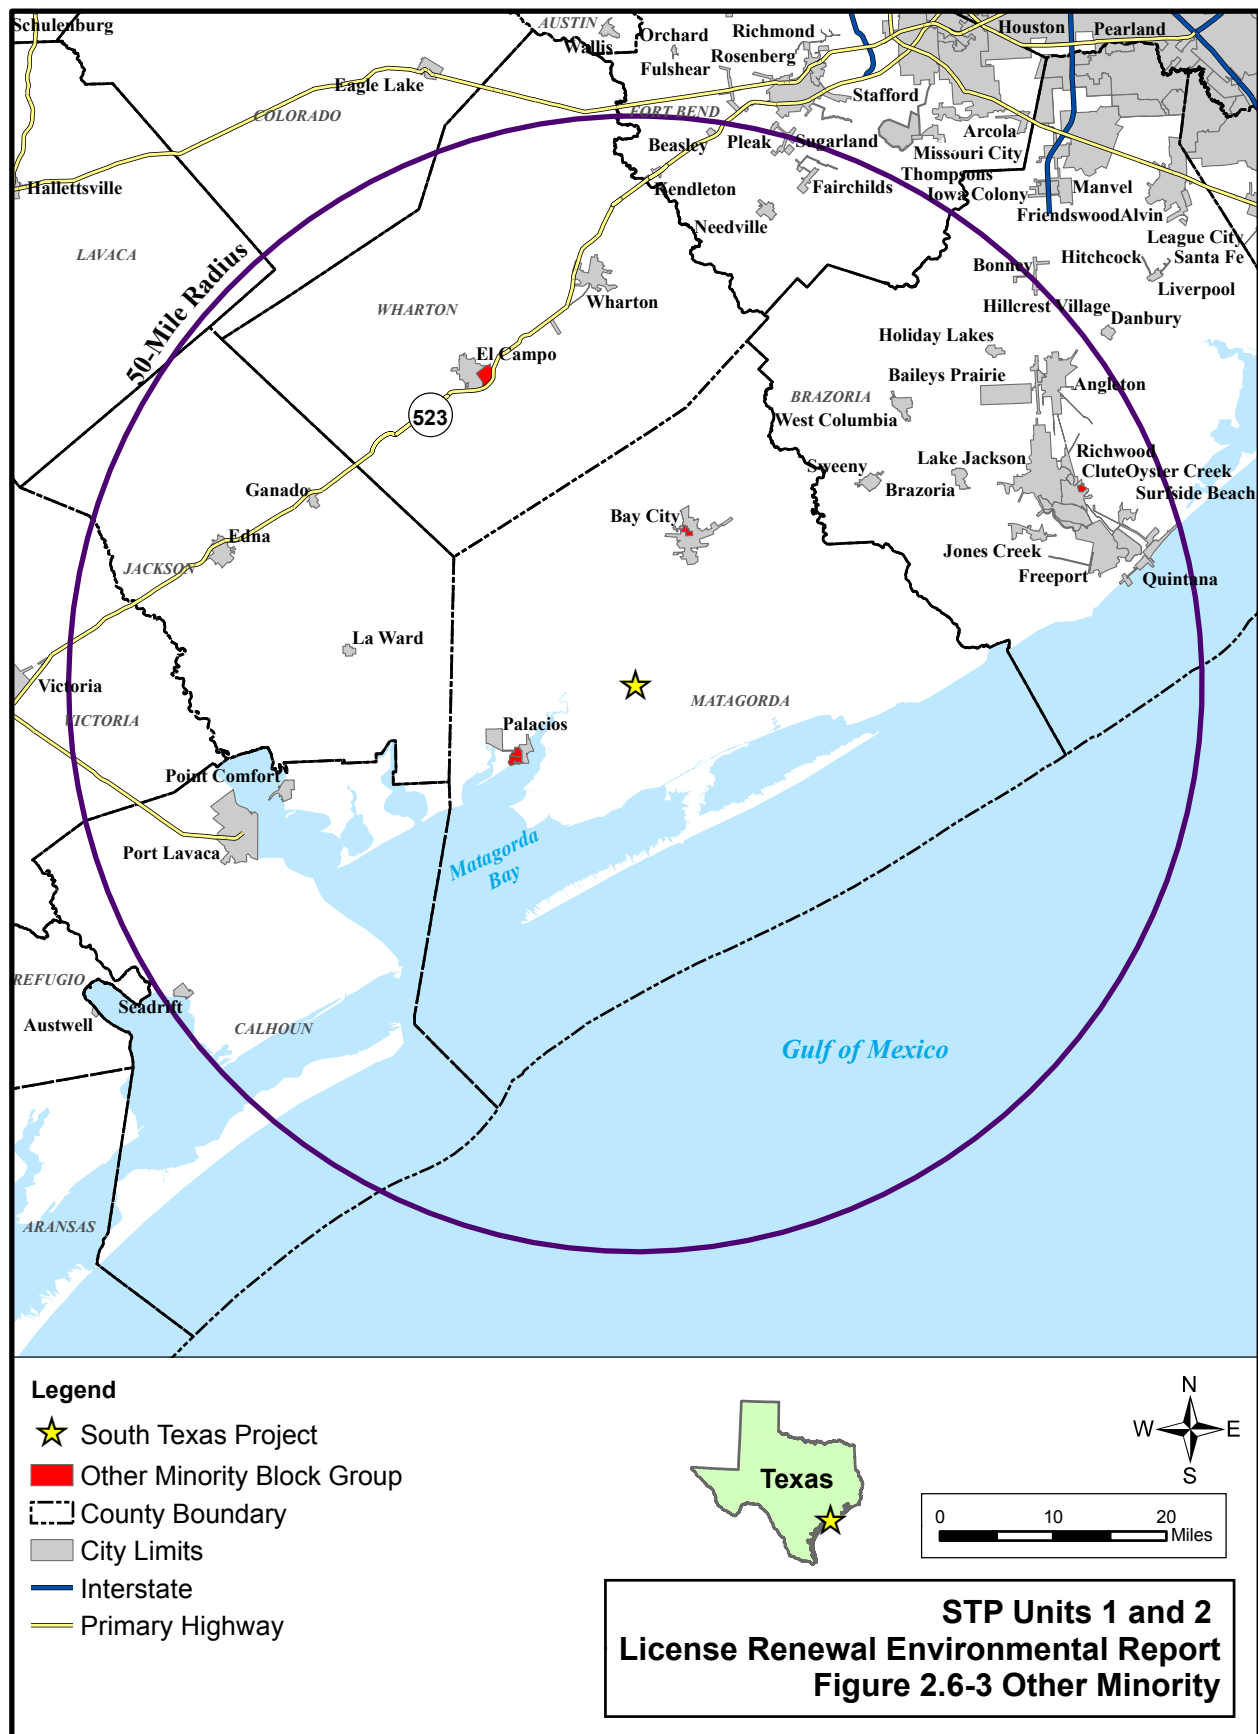 Schulenburg
AUSTIN
Wallis
Orchard
Richmond
Houston
Pearland
Fulshear
Rosenberg
Eagle Lake
Stafford
COLORADO
FORT BEND
Beasley
Pleak
Sugarland
Arcola
Missouri City
Thompsons
Hallettsville
Kendleton
Fairchilds
Iowa Colony
Manvel
Needville
Friendswood
Alvin
LAVACA
League City
Hitchcock
Santa Fe
Bonney
Liverpool
50-Mile Radius
WHARTON
Wharton
Hillcrest Village
Danbury
Holiday Lakes
El Campo
Baileys Prairie
Angleton
BRAZORIA
West Columbia
523
Lake Jackson
Richwood
Sweeny
Clute
Oyster Creek
Brazoria
Surfside Beach
Ganado
Bay City
Edna
Jones Creek
JACKSON
Freeport
Quintana
La Ward
Victoria
VICTORIA
MATAGORDA
Palacios
Point Comfort
Port Lavaca
Matagorda
Bay
REFUGIO
Seadrift
Austwell
CALHOUN
Gulf of Mexico
ARANSAS
Legend
South Texas Project
Other Minority Block Group
County Boundary
City Limits
Interstate
Primary Highway
Texas
N
W E
S
0 10 20
Miles
STP Units 1 and 2
License Renewal Environmental Report
Figure 2.6-3 Other Minority